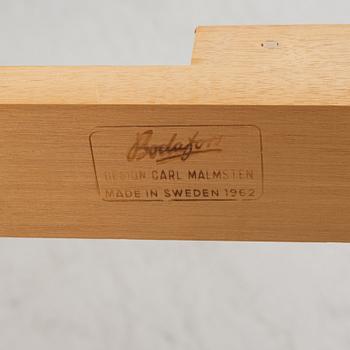 Bodafors
DESIGN CARL MALMSTEN
MADE IN SWEDEN 1962